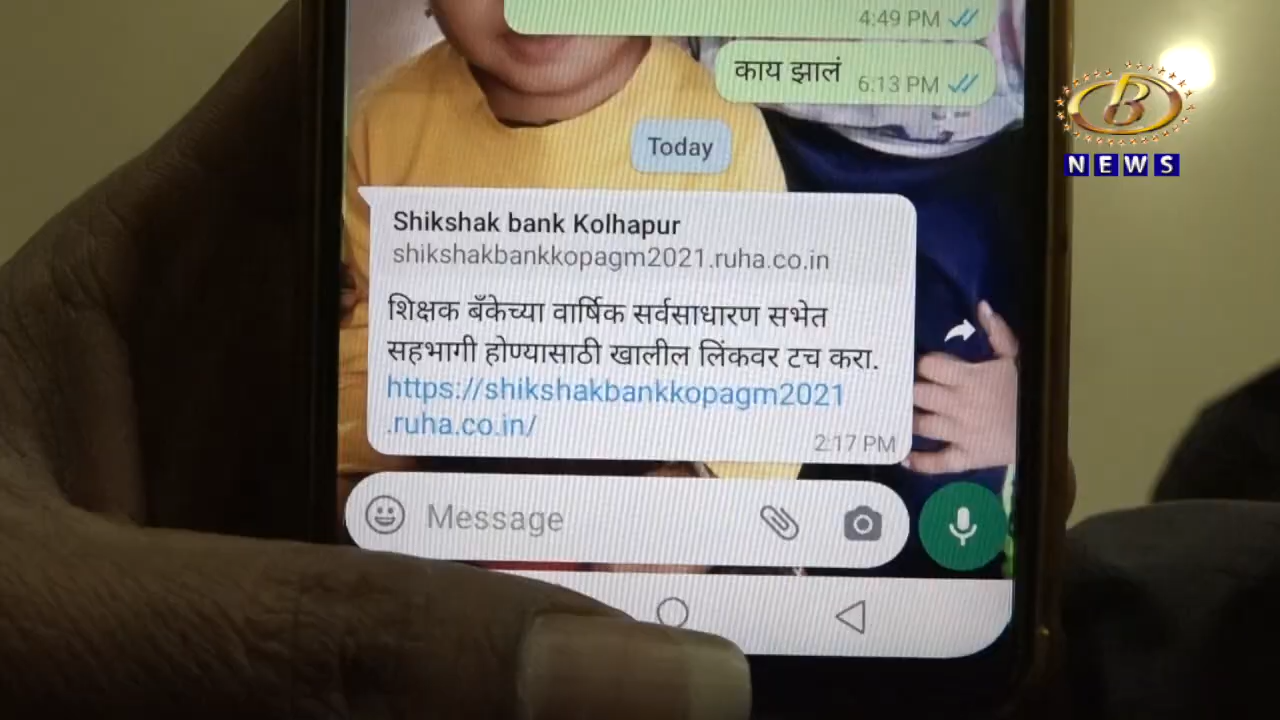 4:49 PM
काय झालं 6:13 PM
B
NEWS
Today
Shikshak bank Kolhapur
shikshakbankkopagm2021.ruha.co.in
शिक्षक बँकेच्या वार्षिक सर्वसाधारण सभेत
सहभागी होण्यासाठी खालील लिंकवर टच करा.
https://shikshakbankkopagm2021
.ruha.co.in/
2:17 PM
Message